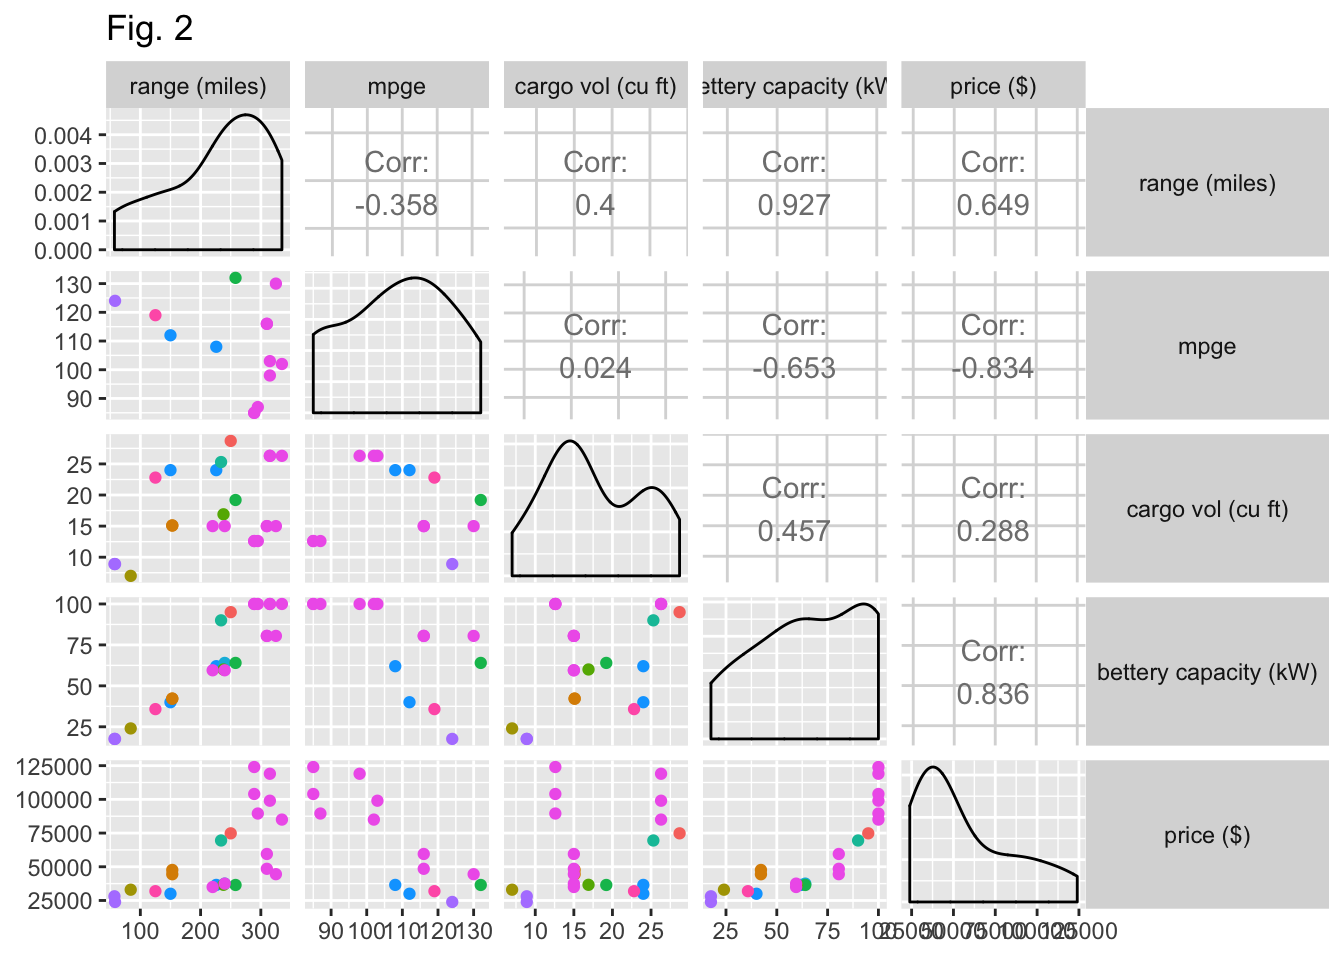 Fig. 2
range (miles) mpge cargo vol (cu ft) ettery capacity (kW price ($)
0.004
0.003
0.002
0.001
0.000
Corr:
-0.358
Corr:
0.4
Corr:
0.927
Corr:
0.649
range (miles)
130
120
110
100
90
Corr:
0.024
Corr:
-0.653
Corr:
-0.834
mpge
25
20
15
10
Corr:
0.457
Corr:
0.288
cargo vol (cu ft)
100
75
50
25
Corr:
0.836
bettery capacity (kW)
125000
100000
75000
50000
25000
price ($)
100 200 300 90 100 110 120 130 10 15 20 25 25 50 75 100 25000 50000 75000 100000 125000